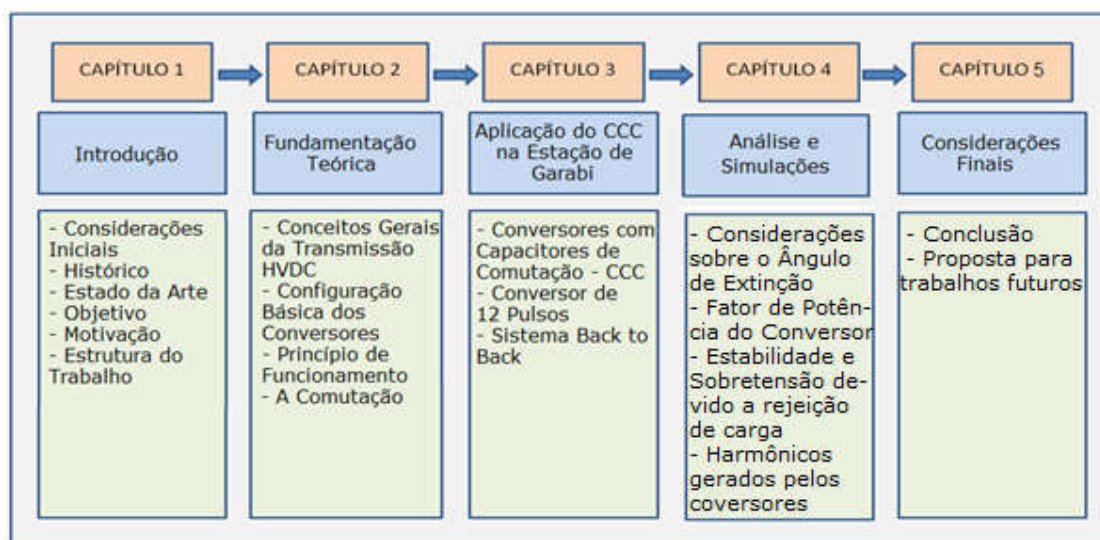 CAPÍTULO 1
CAPÍTULO 2
CAPÍTULO 3
CAPÍTULO 4
CAPÍTULO 5
Introdução
Fundamentação
Teórica
Aplicação do CCC
na Estação de
Garabi
Análise e
Simulações
Considerações
Finais
- Considerações
Iniciais
- Histórico
- Estado da Arte
- Objetivo
- Motivação
- Estrutura do
Trabalho
- Conceitos Gerais
da Transmissão
HVDC
- Configuração
Básica dos
Conversores
- Princípio de
Funcionamento
- A Comutação
- Conversores com
Capacitores de
Comutação - CCC
- Conversor de
12 Pulsos
- Sistema Back to
Back
- Considerações
sobre o Ângulo
de Extinção
- Fator de Potên-
cia do Conversor
- Estabilidade e
Sobretensão de-
vido a rejeição
de carga
- Harmônicos
gerados pelos
coversores
- Conclusão
- Proposta para
trabalhos futuros